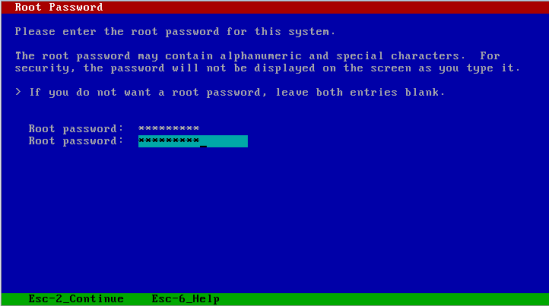 Root Password
Please enter the root password for this system.
The root password may contain alphanumeric and special characters.  For
security, the password will not be displayed on the screen as you type it.
> If you do not want a root password, leave both entries blank.
Root password:  *********
Root password:  *********_
Esc-2_Continue    Esc-6_Help